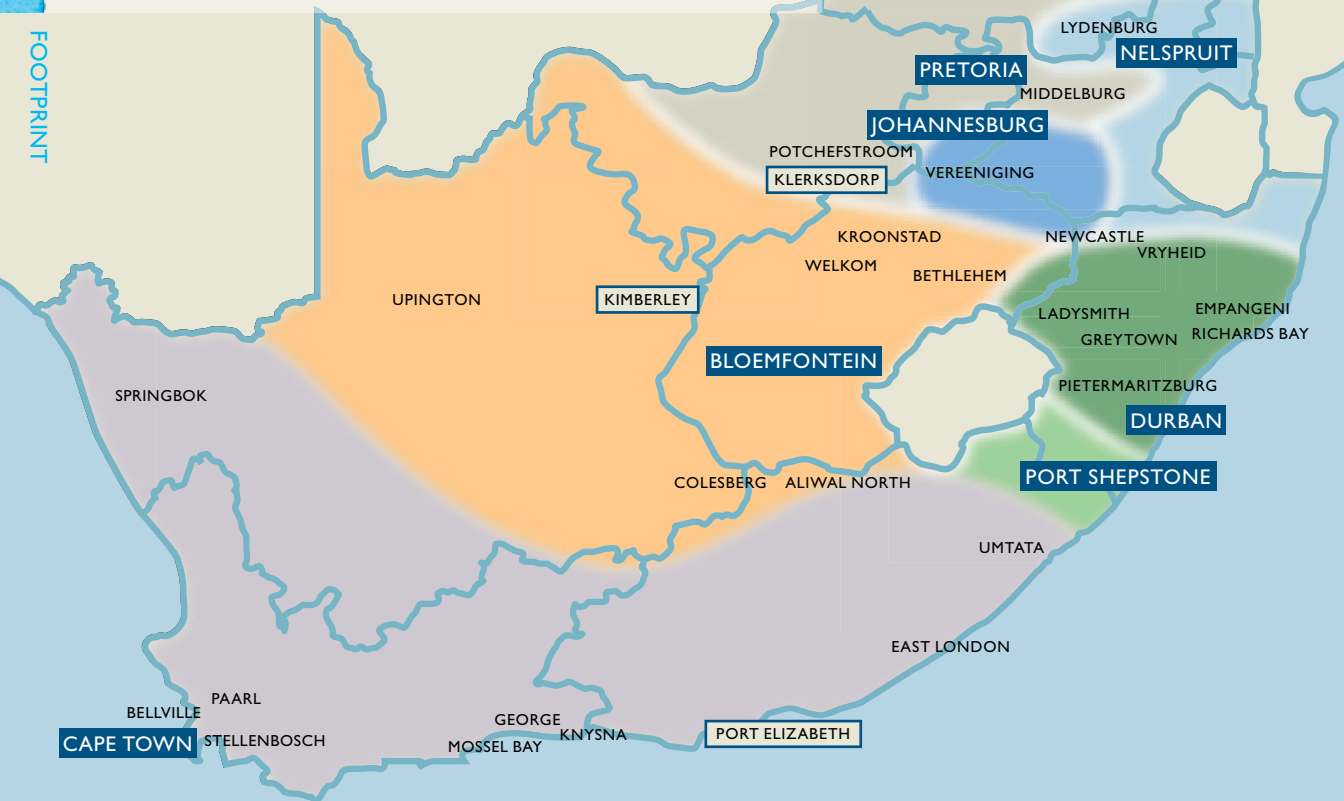 FOOTPRINT
LYDENBURG
NELSPRUIT
PRETORIA
MIDDELBURG
JOHANNESBURG
POTCHEFSTROOM
KLERKSDORP
VEREENIGING
KROONSTAD
NEWCASTLE
VRYHEID
WELKOM
BETHLEHEM
UPINGTON
KIMBERLEY
LADYSMITH
EMPANGENI
GREYTOWN
RICHARDS BAY
BLOEMFONTEIN
SPRINGBOK
PIETERMARITZBURG
DURBAN
COLESBERG
ALIWAL NORTH
PORT SHEPSTONE
UMTATA
EAST LONDON
PAARL
BELLVILLE
GEORGE
CAPE TOWN
STELLENBOSCH
MOSSEL BAY
KNYSNA
PORT ELIZABETH